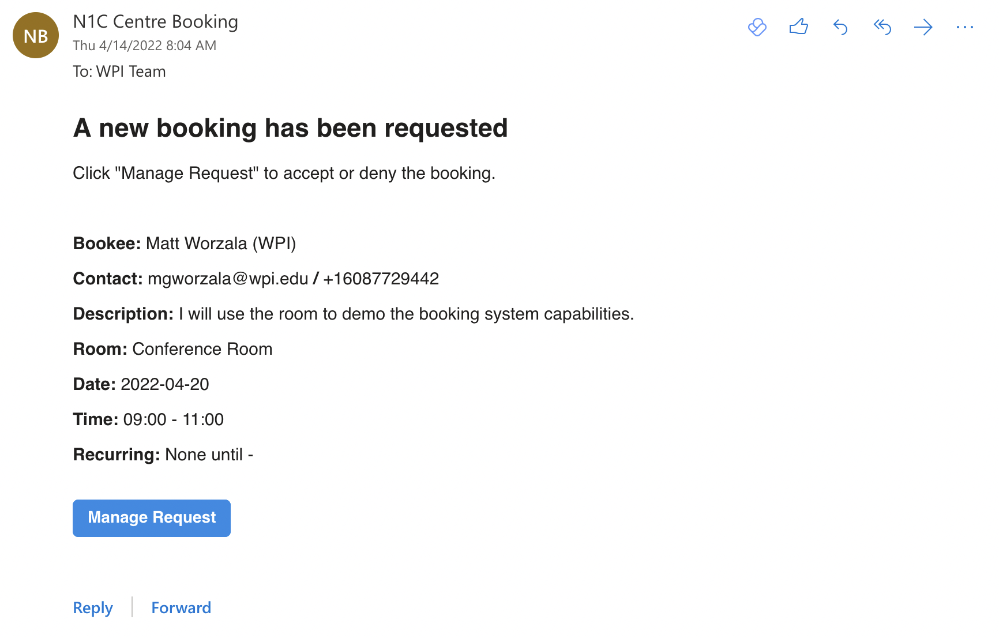 NB
N1C Centre Booking
Thu 4/14/2022 8:04 AM
To: WPI Team
A new booking has been requested
Click "Manage Request" to accept or deny the booking.
Bookee: Matt Worzala (WPI)
Contact: mgworzala@wpi.edu / +16087729442
Description: I will use the room to demo the booking system capabilities.
Room: Conference Room
Date: 2022-04-20
Time: 09:00 - 11:00
Recurring: None until -
Manage Request
Reply
Forward